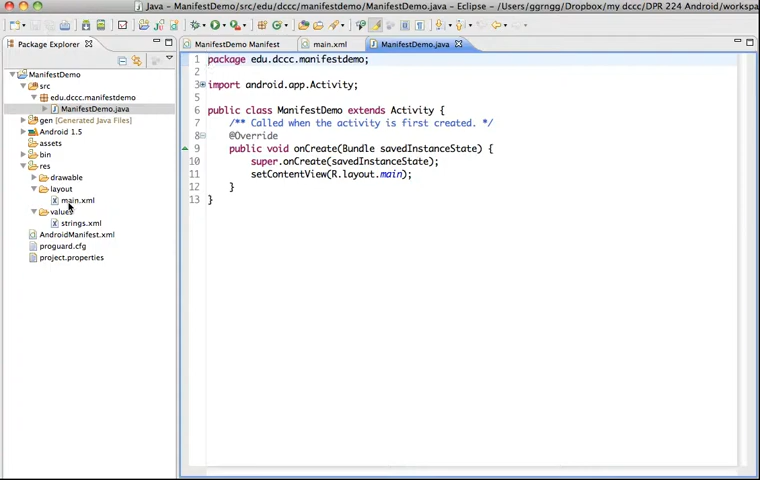 Java – ManifestDemo/src/edu/dccc/manifestdemo/ManifestDemo.java – Eclipse – /Users/ggrngg/Dropbox/my dccc/DPR 224 Android/workspa
Package Explorer
ManifestDemo
src
edu.dccc.manifestdemo
ManifestDemo.java
gen [Generated Java Files]
Android 1.5
assets
bin
res
drawable
layout
main.xml
values
strings.xml
AndroidManifest.xml
proguard.cfg
project.properties
ManifestDemo Manifest
main.xml
ManifestDemo.java
1 package edu.dccc.manifestdemo;
2
3 import android.app.Activity;
5
6 public class ManifestDemo extends Activity {
7 /** Called when the activity is first created. */
8 @Override
9 public void onCreate(Bundle savedInstanceState) {
10 super.onCreate(savedInstanceState);
11 setContentView(R.layout.main);
12 }
13 }